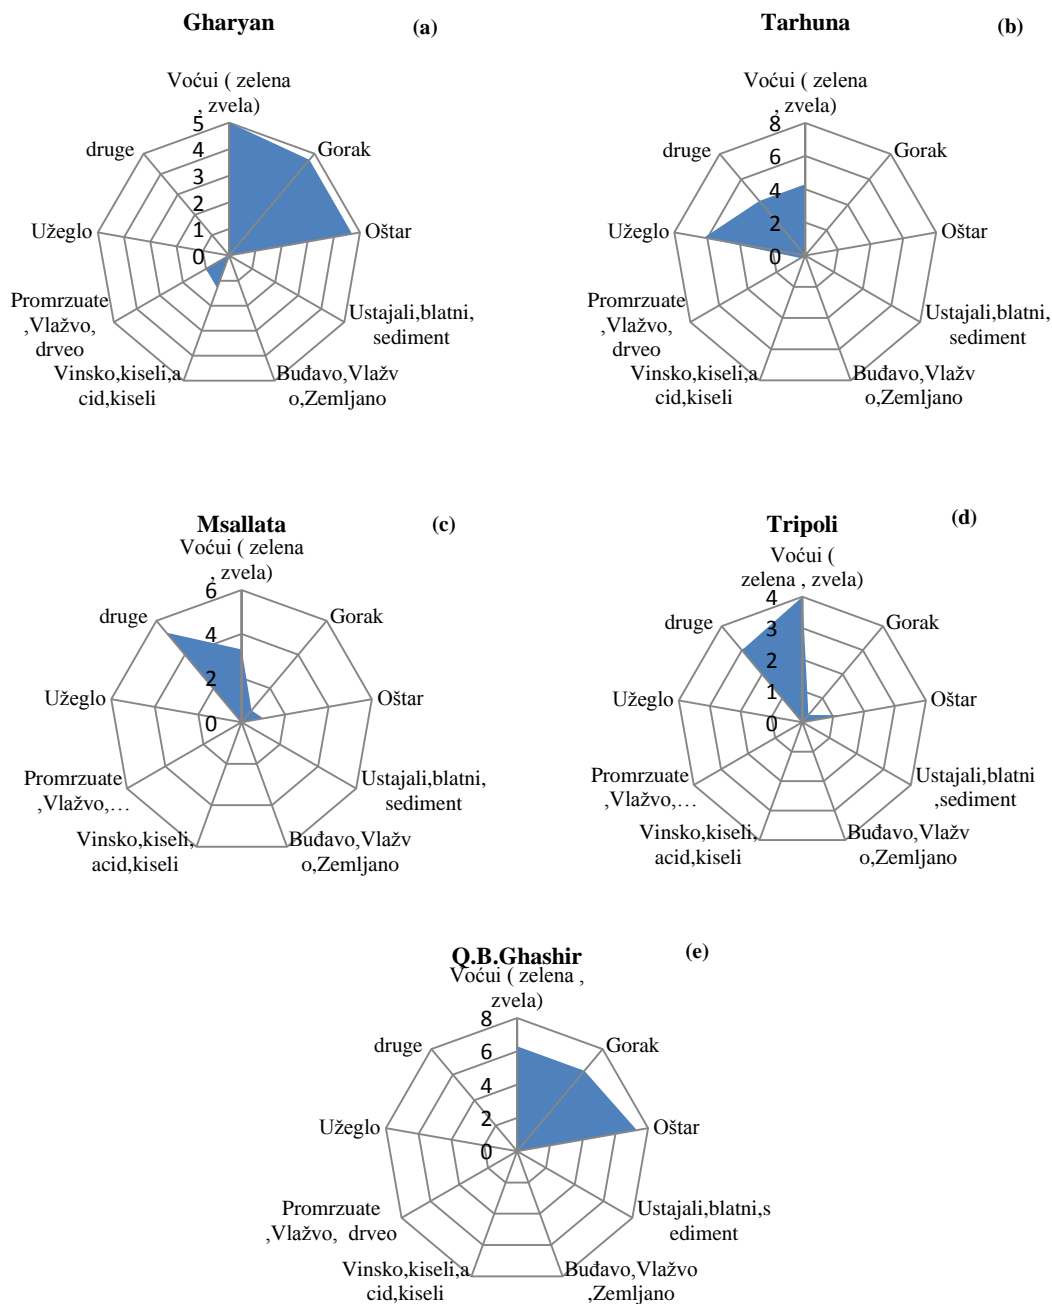 Gharyan
(a)
Voćui ( zelena
, zvela)
5
4
3
2
1
0
Gorak
Oštar
Ustajali,blatni,
sediment
Buđavo,Vlažv
o,Zemljano
Vinsko,kiseli,a
cid,kiseli
Promrzuate
,Vlažvo,
drveo
Užeglo
druge
Tarhuna
(b)
Voćui ( zelena
, zvela)
8
6
4
2
0
Gorak
Oštar
Ustajali,blatni,
sediment
Buđavo,Vlažv
o,Zemljano
Vinsko,kiseli,a
cid,kiseli
Promrzuate
,Vlažvo,
drveo
Užeglo
druge
Msallata
(c)
Voćui ( zelena
, zvela)
6
4
2
0
Gorak
Oštar
Ustajali,blatni,
sediment
Buđavo,Vlažv
o,Zemljano
Vinsko,kiseli,
acid,kiseli
Promrzuate
,Vlažvo,…
Užeglo
druge
Tripoli
(d)
Voćui (
zelena , zvela)
4
3
2
1
0
Gorak
Oštar
Ustajali,blatni
,sediment
Buđavo,Vlažv
o,Zemljano
Vinsko,kiseli,
acid,kiseli
Promrzuate
,Vlažvo,…
Užeglo
druge
Q.B.Ghashir
(e)
Voćui ( zelena ,
zvela)
8
6
4
2
0
Gorak
Oštar
Ustajali,blatni,s
ediment
Buđavo,Vlažvo
,Zemljano
Vinsko,kiseli,a
cid,kiseli
Promrzuate
,Vlažvo,  drveo
Užeglo
druge